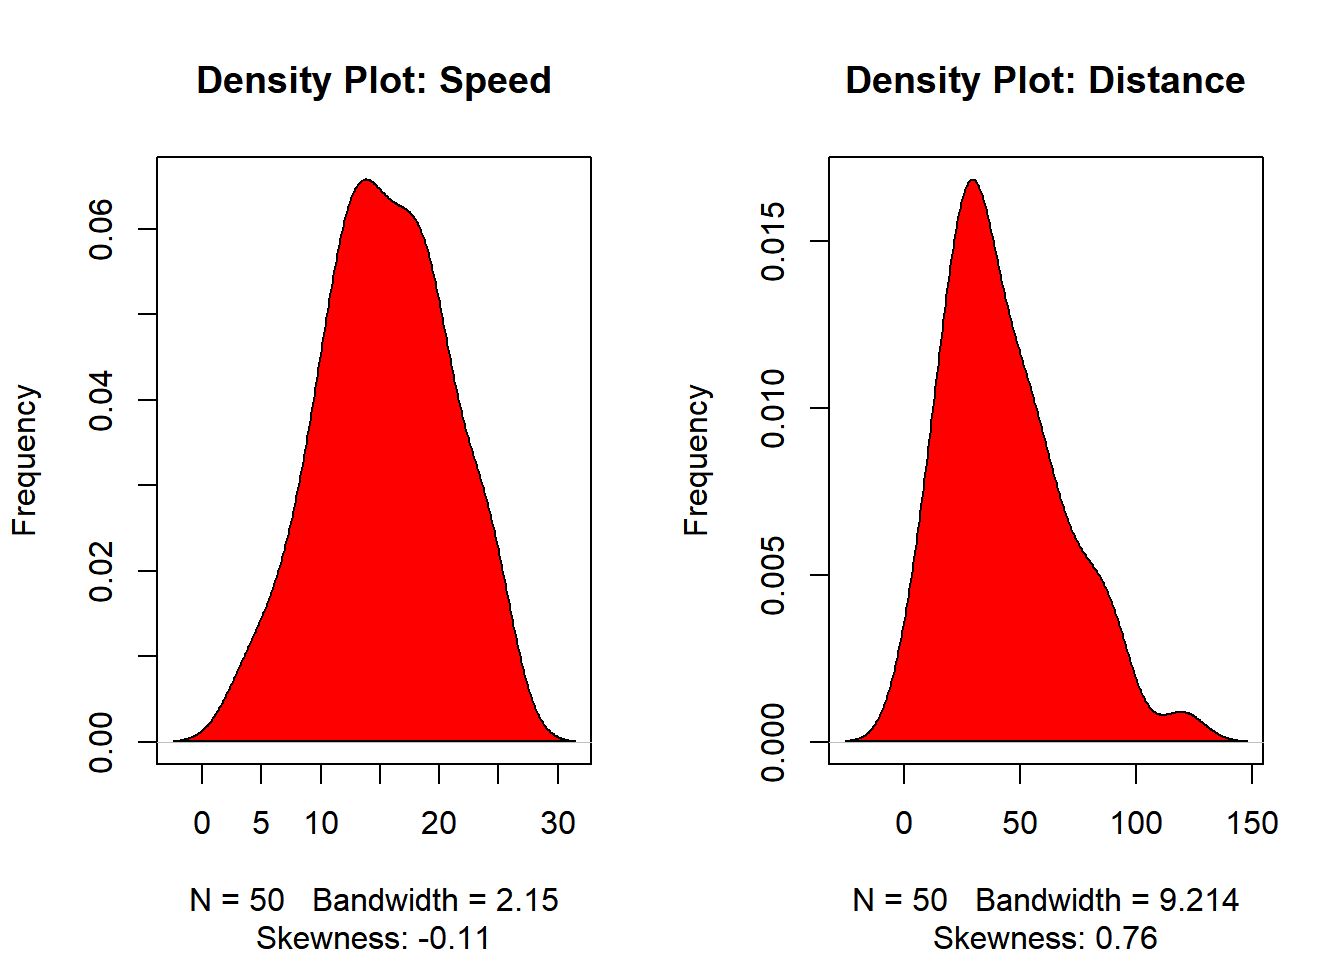 Density Plot: Speed
Frequency
0.00
0.02
0.04
0.06
0 5 10 20 30
N = 50 Bandwidth = 2.15
Skewness: -0.11
Density Plot: Distance
Frequency
0.000
0.005
0.010
0.015
0 50 100 150
N = 50 Bandwidth = 9.214
Skewness: 0.76